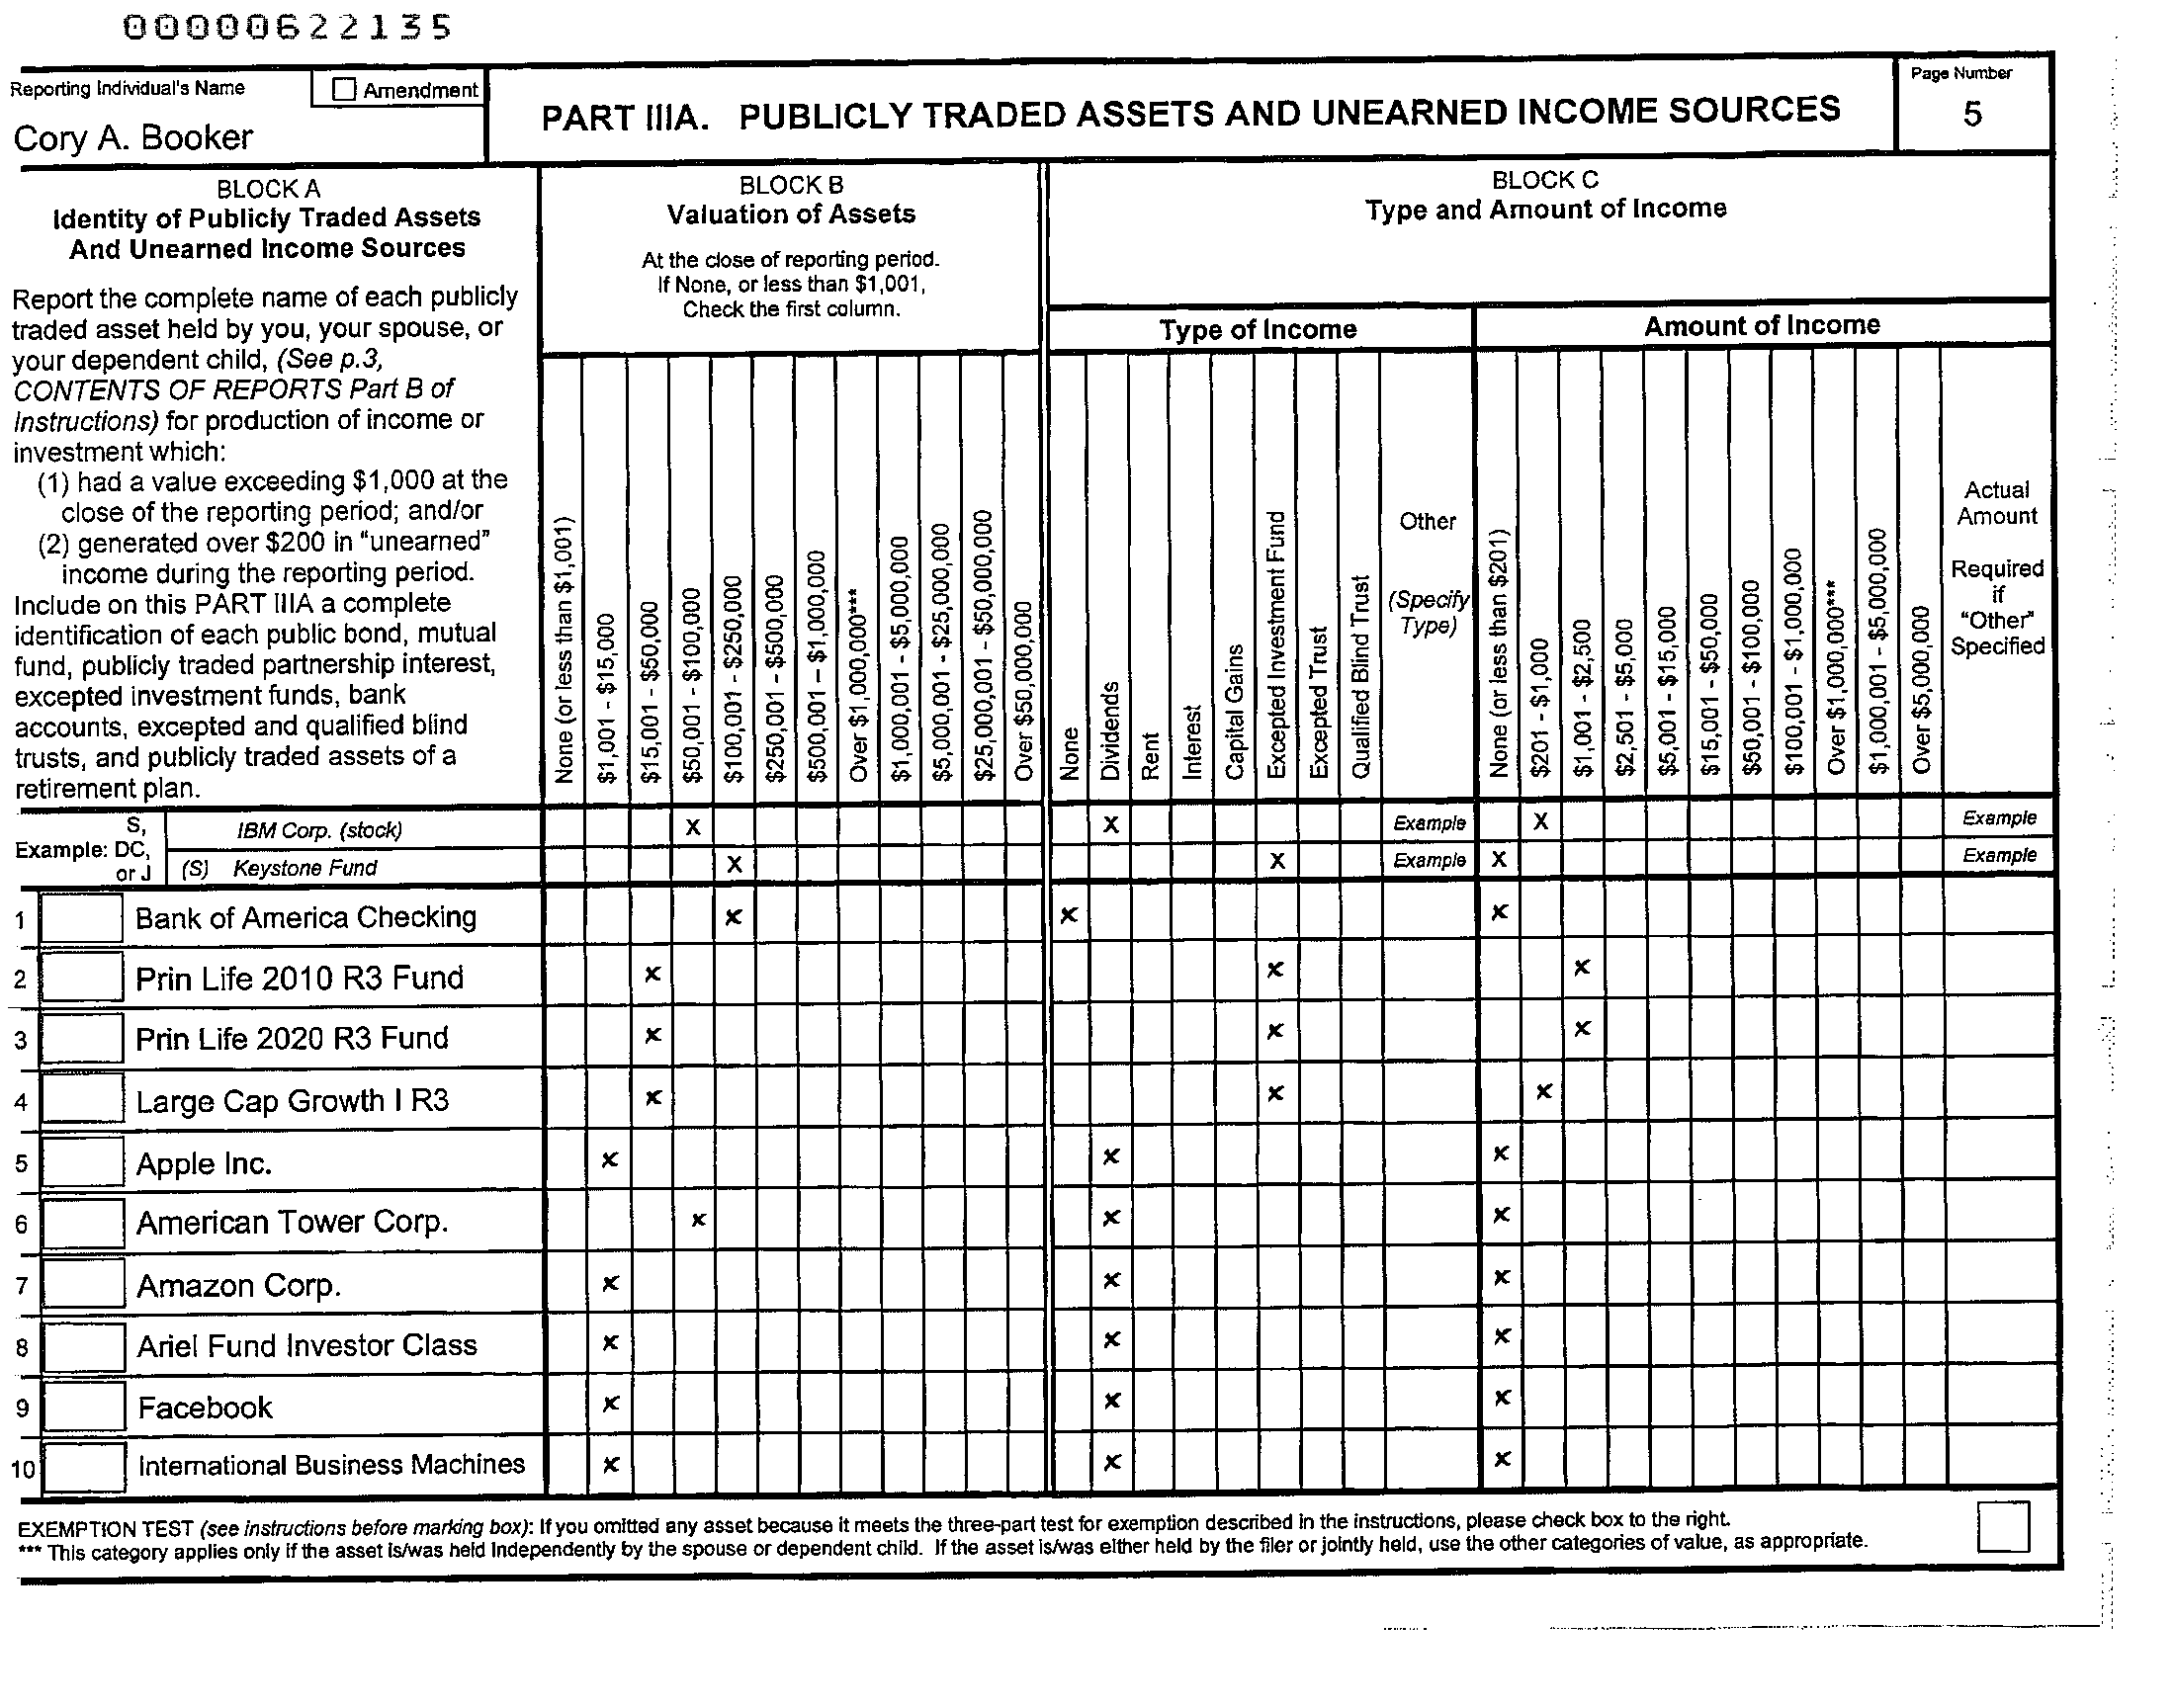 00000622135
Reporting Individual's Name
Amendment
Cory A. Booker
PART IIIA. PUBLICLY TRADED ASSETS AND UNEARNED INCOME SOURCES
Page Number
5
BLOCK A
Identity of Publicly Traded Assets
And Unearned Income Sources
Report the complete name of each publicly
traded asset held by you, your spouse, or
your dependent child, (See p.3,
CONTENTS OF REPORTS Part B of
Instructions) for production of income or
investment which:
(1) had a value exceeding $1,000 at the
close of the reporting period; and/or
(2) generated over $200 in "unearned"
income during the reporting period.
Include on this PART IIIA a complete
identification of each public bond, mutual
fund, publicly traded partnership interest,
excepted investment funds, bank
accounts, excepted and qualified blind
trusts, and publicly traded assets of a
retirement plan.
BLOCK B
Valuation of Assets
At the close of reporting period.
If None, or less than $1,001,
Check the first column.
None (or less than $1,001)
$1,001 - $15,000
$15,001 - $50,000
$50,001 - $100,000
$100,001 - $250,000
$250,001 - $500,000
$500,001 – $1,000,000
Over $1,000,000***
$1,000,001 - $5,000,000
$5,000,001 - $25,000,000
$25,000,001 - $50,000,000
Over $50,000,000
BLOCK C
Type and Amount of Income
Type of Income
None
Dividends
Rent
Interest
Capital Gains
Excepted Investment Fund
Excepted Trust
Qualified Blind Trust
Other
(Specify
Type)
Amount of Income
None (or less than $201)
$201 - $1,000
$1,001 - $2,500
$2,501 - $5,000
$5,001 - $15,000
$15,001 - $50,000
$50,001 - $100,000
$100,001 - $1,000,000
Over $1,000,000***
$1,000,001 - $5,000,000
Over $5,000,000
Actual
Amount
Required
if
"Other"
Specified
Example: S, DC, or J
IBM Corp. (stock) X X Example X Example
(S) Keystone Fund X X Example X Example
1 Bank of America Checking x x x
2 Prin Life 2010 R3 Fund x x x
3 Prin Life 2020 R3 Fund x x x
4 Large Cap Growth I R3 x x x
5 Apple Inc. x x x
6 American Tower Corp. x x x
7 Amazon Corp. x x x
8 Ariel Fund Investor Class x x x
9 Facebook x x x
10 International Business Machines x x x
EXEMPTION TEST (see instructions before marking box): If you omitted any asset because it meets the three-part test for exemption described in the instructions, please check box to the right.
*** This category applies only if the asset is/was held independently by the spouse or dependent child. If the asset is/was either held by the filer or jointly held, use the other categories of value, as appropriate.